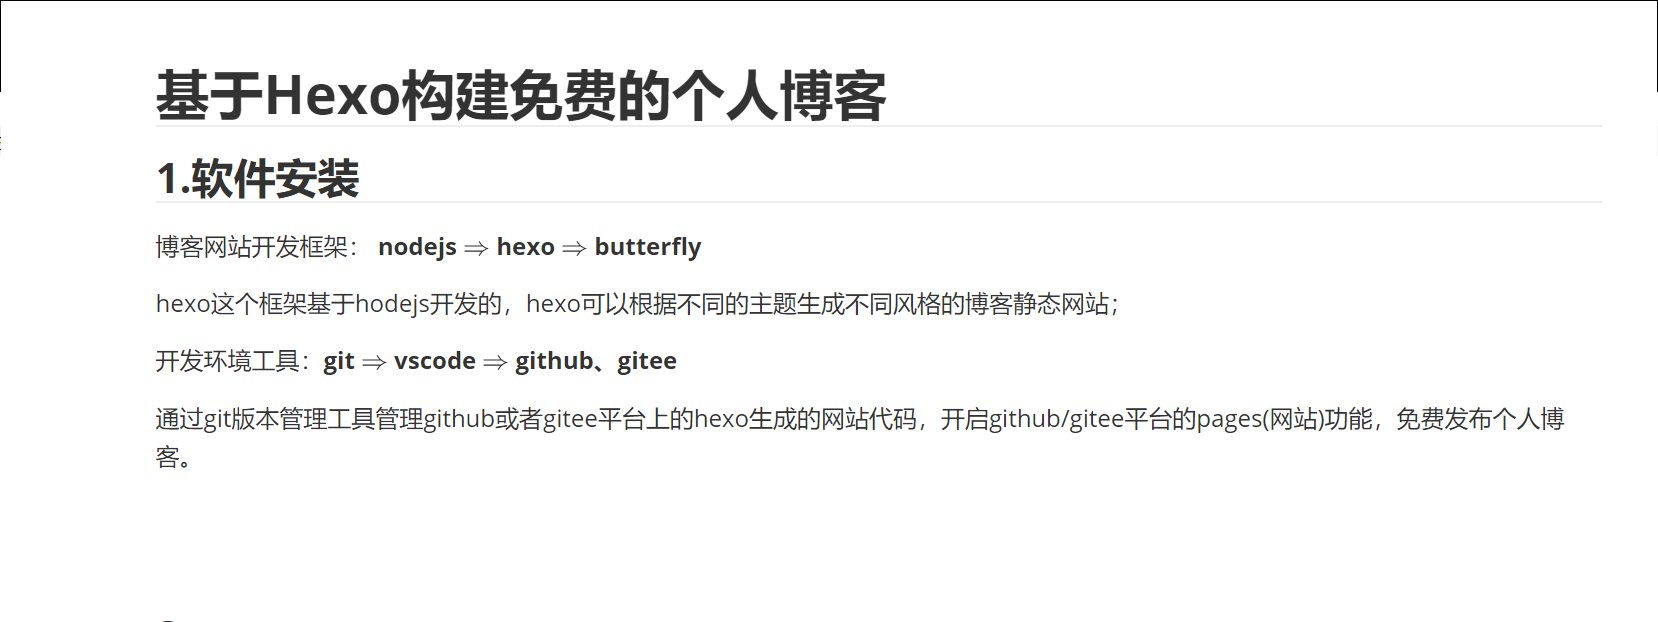 基于Hexo构建免费的个人博客
1.软件安装
博客网站开发框架： nodejs ⇒ hexo ⇒ butterfly
hexo这个框架基于hodejs开发的，hexo可以根据不同的主题生成不同风格的博客静态网站；
开发环境工具：git ⇒ vscode ⇒ github、gitee
通过git版本管理工具管理github或者gitee平台上的hexo生成的网站代码，开启github/gitee平台的pages(网站)功能，免费发布个人博
客。